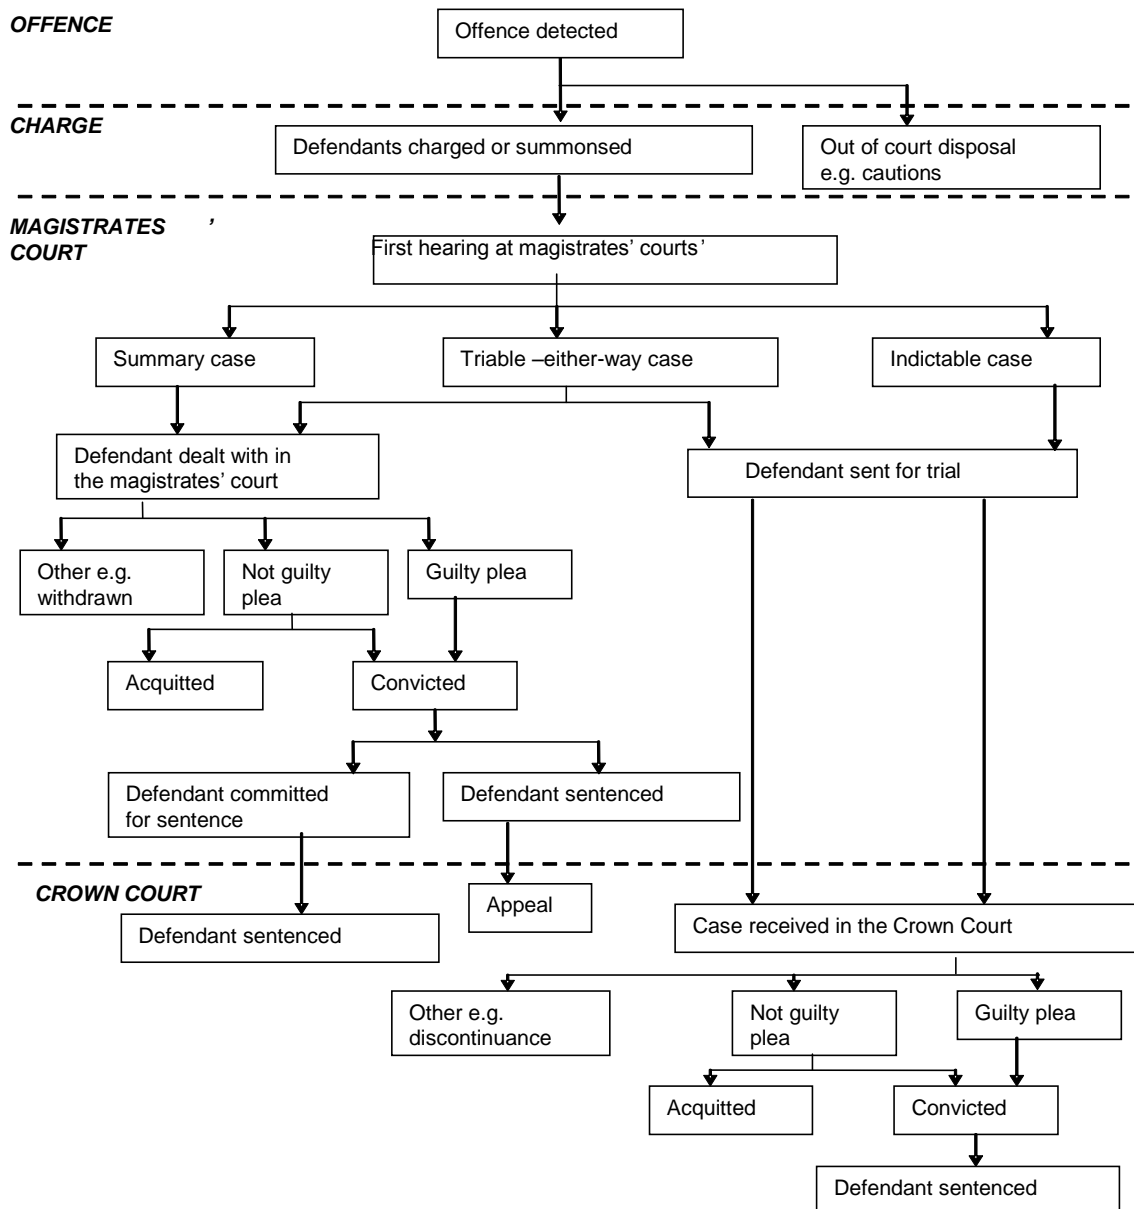 OFFENCE
Offence detected
CHARGE
Defendants charged or summonsed
Out of court disposal
e.g. cautions
MAGISTRATES ’
COURT
First hearing at magistrates’ courts’
Summary case
Triable –either-way case
Indictable case
Defendant dealt with in
the magistrates’ court
Defendant sent for trial
Other e.g.
withdrawn
Not guilty
plea
Guilty plea
Acquitted
Convicted
Defendant committed
for sentence
Defendant sentenced
CROWN COURT
Appeal
Defendant sentenced
Case received in the Crown Court
Other e.g.
discontinuance
Not guilty
plea
Guilty plea
Acquitted
Convicted
Defendant sentenced